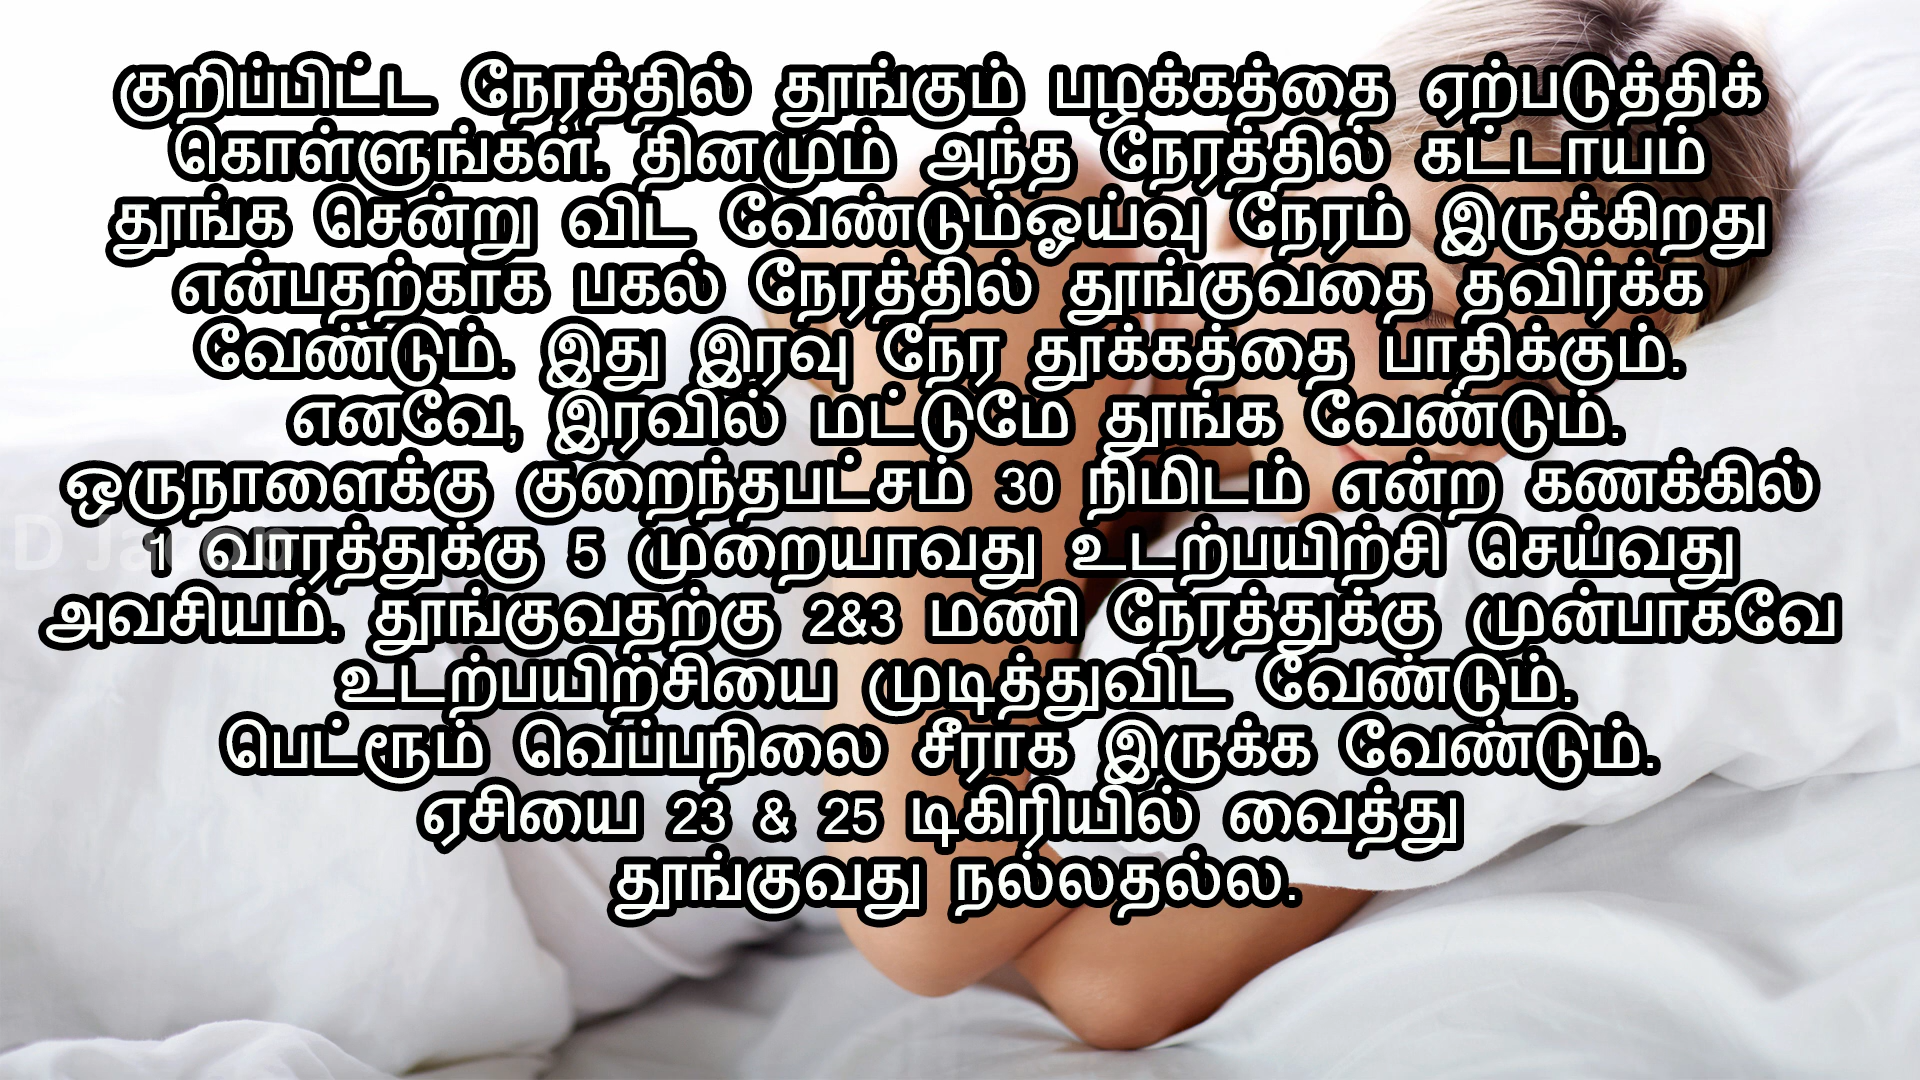 குறிப்பிட்ட நேரத்தில் தூங்கும் பழக்கத்தை ஏற்படுத்திக்
கொள்ளுங்கள். தினமும் அந்த நேரத்தில் கட்டாயம்
தூங்க சென்று விட வேண்டும்ஓய்வு நேரம் இருக்கிறது
என்பதற்காக பகல் நேரத்தில் தூங்குவதை தவிர்க்க
வேண்டும். இது இரவு நேர தூக்கத்தை பாதிக்கும்.
எனவே, இரவில் மட்டுமே தூங்க வேண்டும்.
ஒருநாளைக்கு குறைந்தபட்சம் 30 நிமிடம் என்ற கணக்கில்
1 வாரத்துக்கு 5 முறையாவது உடற்பயிற்சி செய்வது
அவசியம். தூங்குவதற்கு 2&3 மணி நேரத்துக்கு முன்பாகவே
உடற்பயிற்சியை முடித்துவிட வேண்டும்.
பெட்ரூம் வெப்பநிலை சீராக இருக்க வேண்டும்.
ஏசியை 23 & 25 டிகிரியில் வைத்து
தூங்குவது நல்லதல்ல.